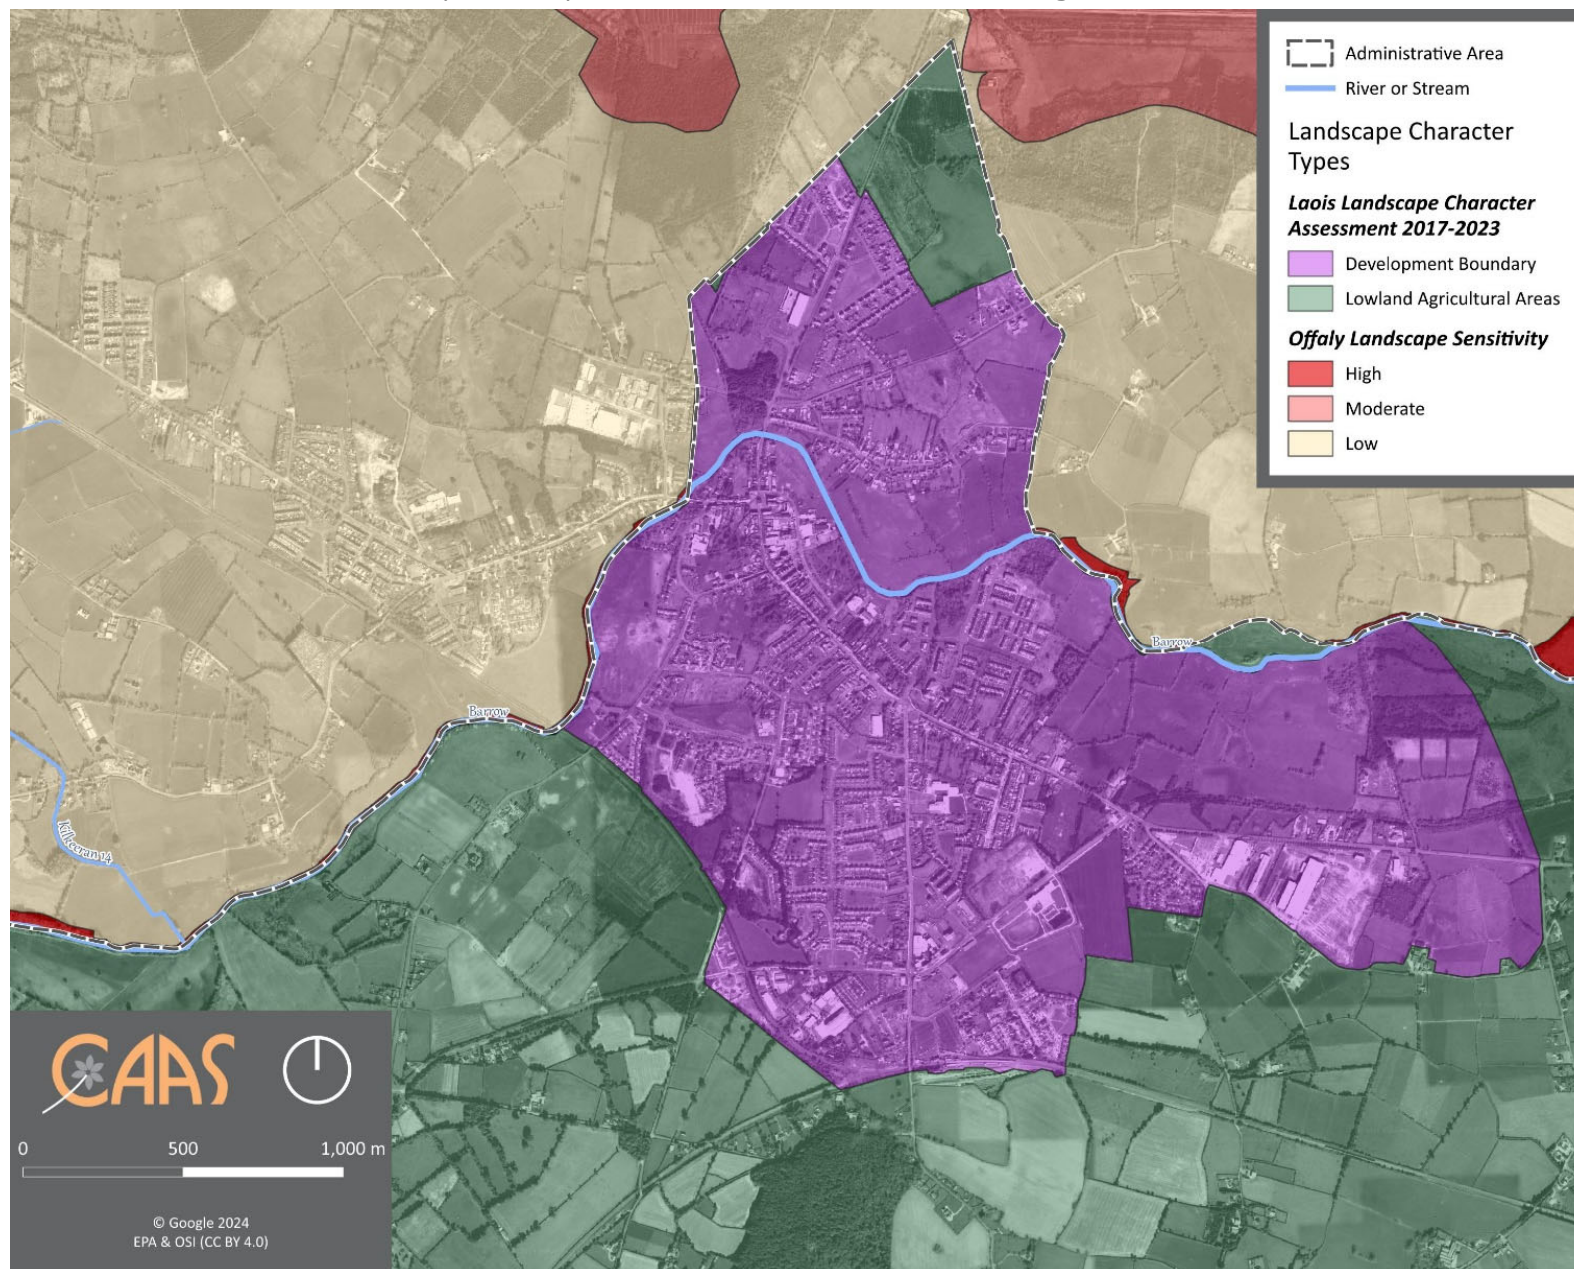 Administrative Area
River or Stream
Landscape Character
Types
Laois Landscape Character
Assessment 2017-2023
Development Boundary
Lowland Agricultural Areas
Offaly Landscape Sensitivity
High
Moderate
Low
Barrow
Barrow
Kilkeeran 14
CAAS
0 500 1,000 m
© Google 2024
EPA & OSI (CC BY 4.0)